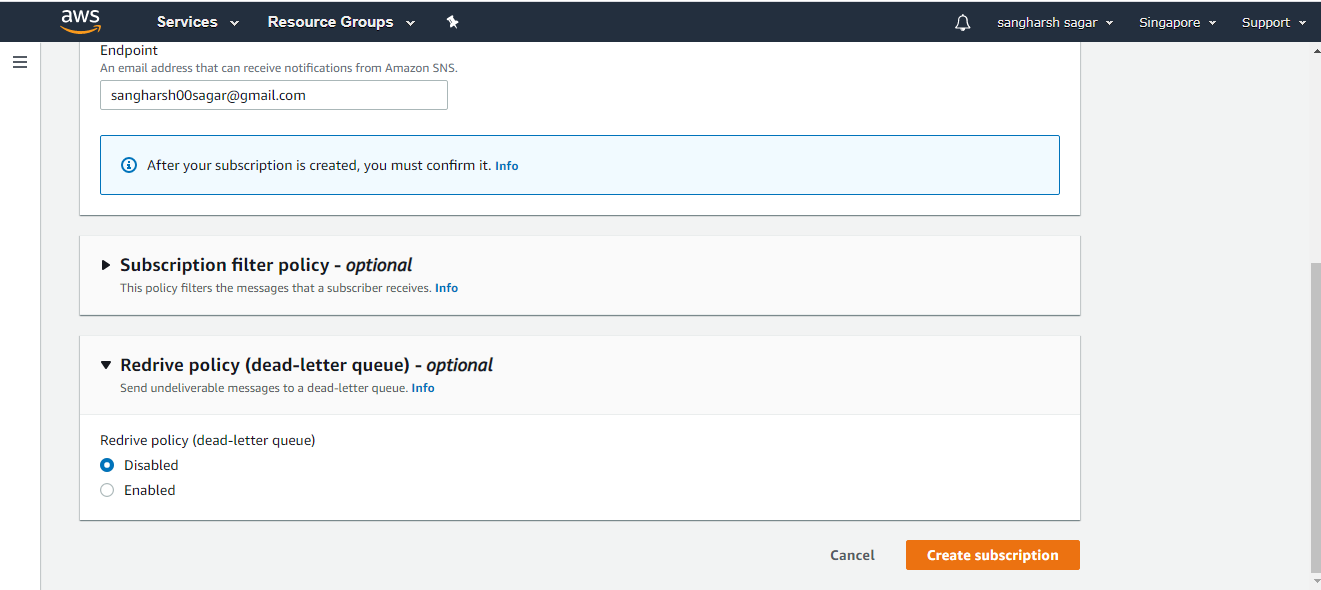 aws Services Resource Groups sangharsh sagar Singapore Support
Endpoint
An email address that can receive notifications from Amazon SNS.
sangharsh00sagar@gmail.com
After your subscription is created, you must confirm it. Info
Subscription filter policy - optional
This policy filters the messages that a subscriber receives. Info
Redrive policy (dead-letter queue) - optional
Send undeliverable messages to a dead-letter queue. Info
Redrive policy (dead-letter queue)
Disabled
Enabled
Cancel Create subscription